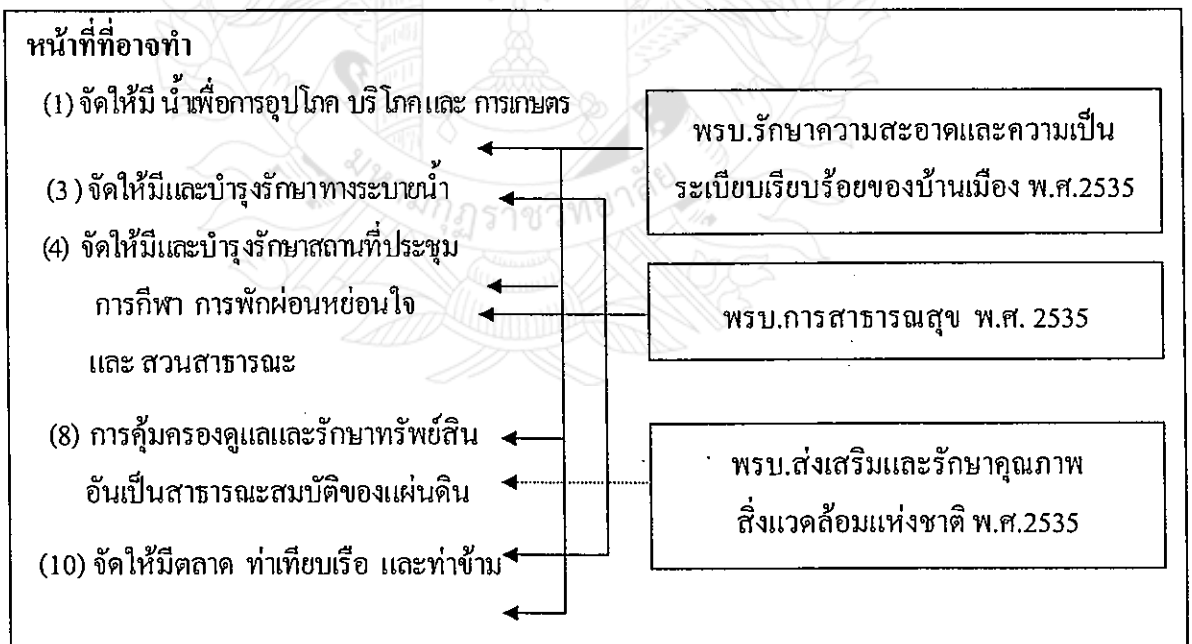 หน้าที่ที่อาจทำ
(1) จัดให้มี น้ำเพื่อการอุปโภค บริโภคและ การเกษตร
(3 ) จัดให้มีและบำรุงรักษาทางระบายน้ำ
(4) จัดให้มีและบำรุงรักษาสถานที่ประชุม
การกีฬา การพักผ่อนหย่อนใจ
และ สวนสาธารณะ
(8) การคุ้มครองดูแลและรักษาทรัพย์สิน
อันเป็นสาธารณะสมบัติของแผ่นดิน
(10) จัดให้มีตลาด ท่าเทียบเรือ และท่าข้าม
พรบ.รักษาความสะอาดและความเป็น
ระเบียบเรียบร้อยของบ้านเมือง พ.ศ.2535
พรบ.การสาธารณสุข พ.ศ. 2535
พรบ.ส่งเสริมและรักษาคุณภาพ
สิ่งแวดล้อมแห่งชาติ พ.ศ.2535
มหามกุฏราชวิทยาลัย